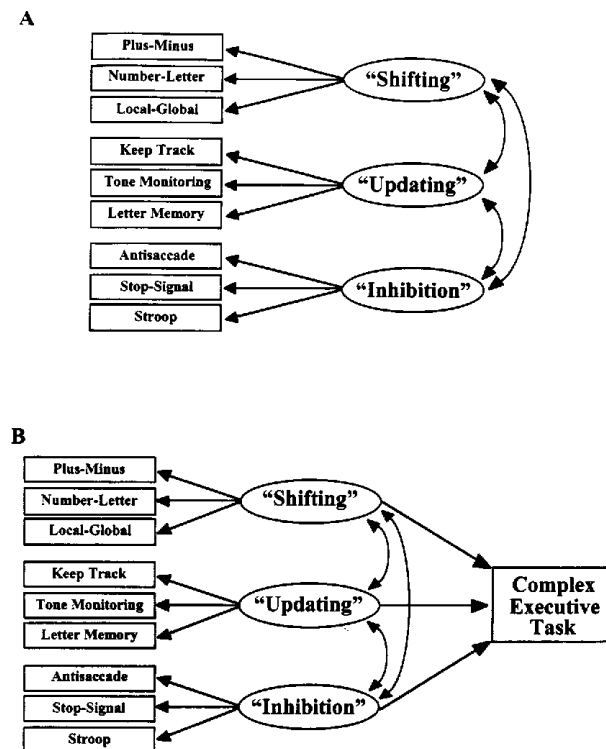 A
Plus-Minus
Number-Letter
Local-Global
“Shifting”
Keep Track
Tone Monitoring
Letter Memory
“Updating”
Antisaccade
Stop-Signal
Stroop
“Inhibition”
B
Plus-Minus
Number-Letter
Local-Global
“Shifting”
Keep Track
Tone Monitoring
Letter Memory
“Updating”
Antisaccade
Stop-Signal
Stroop
“Inhibition”
Complex
Executive
Task